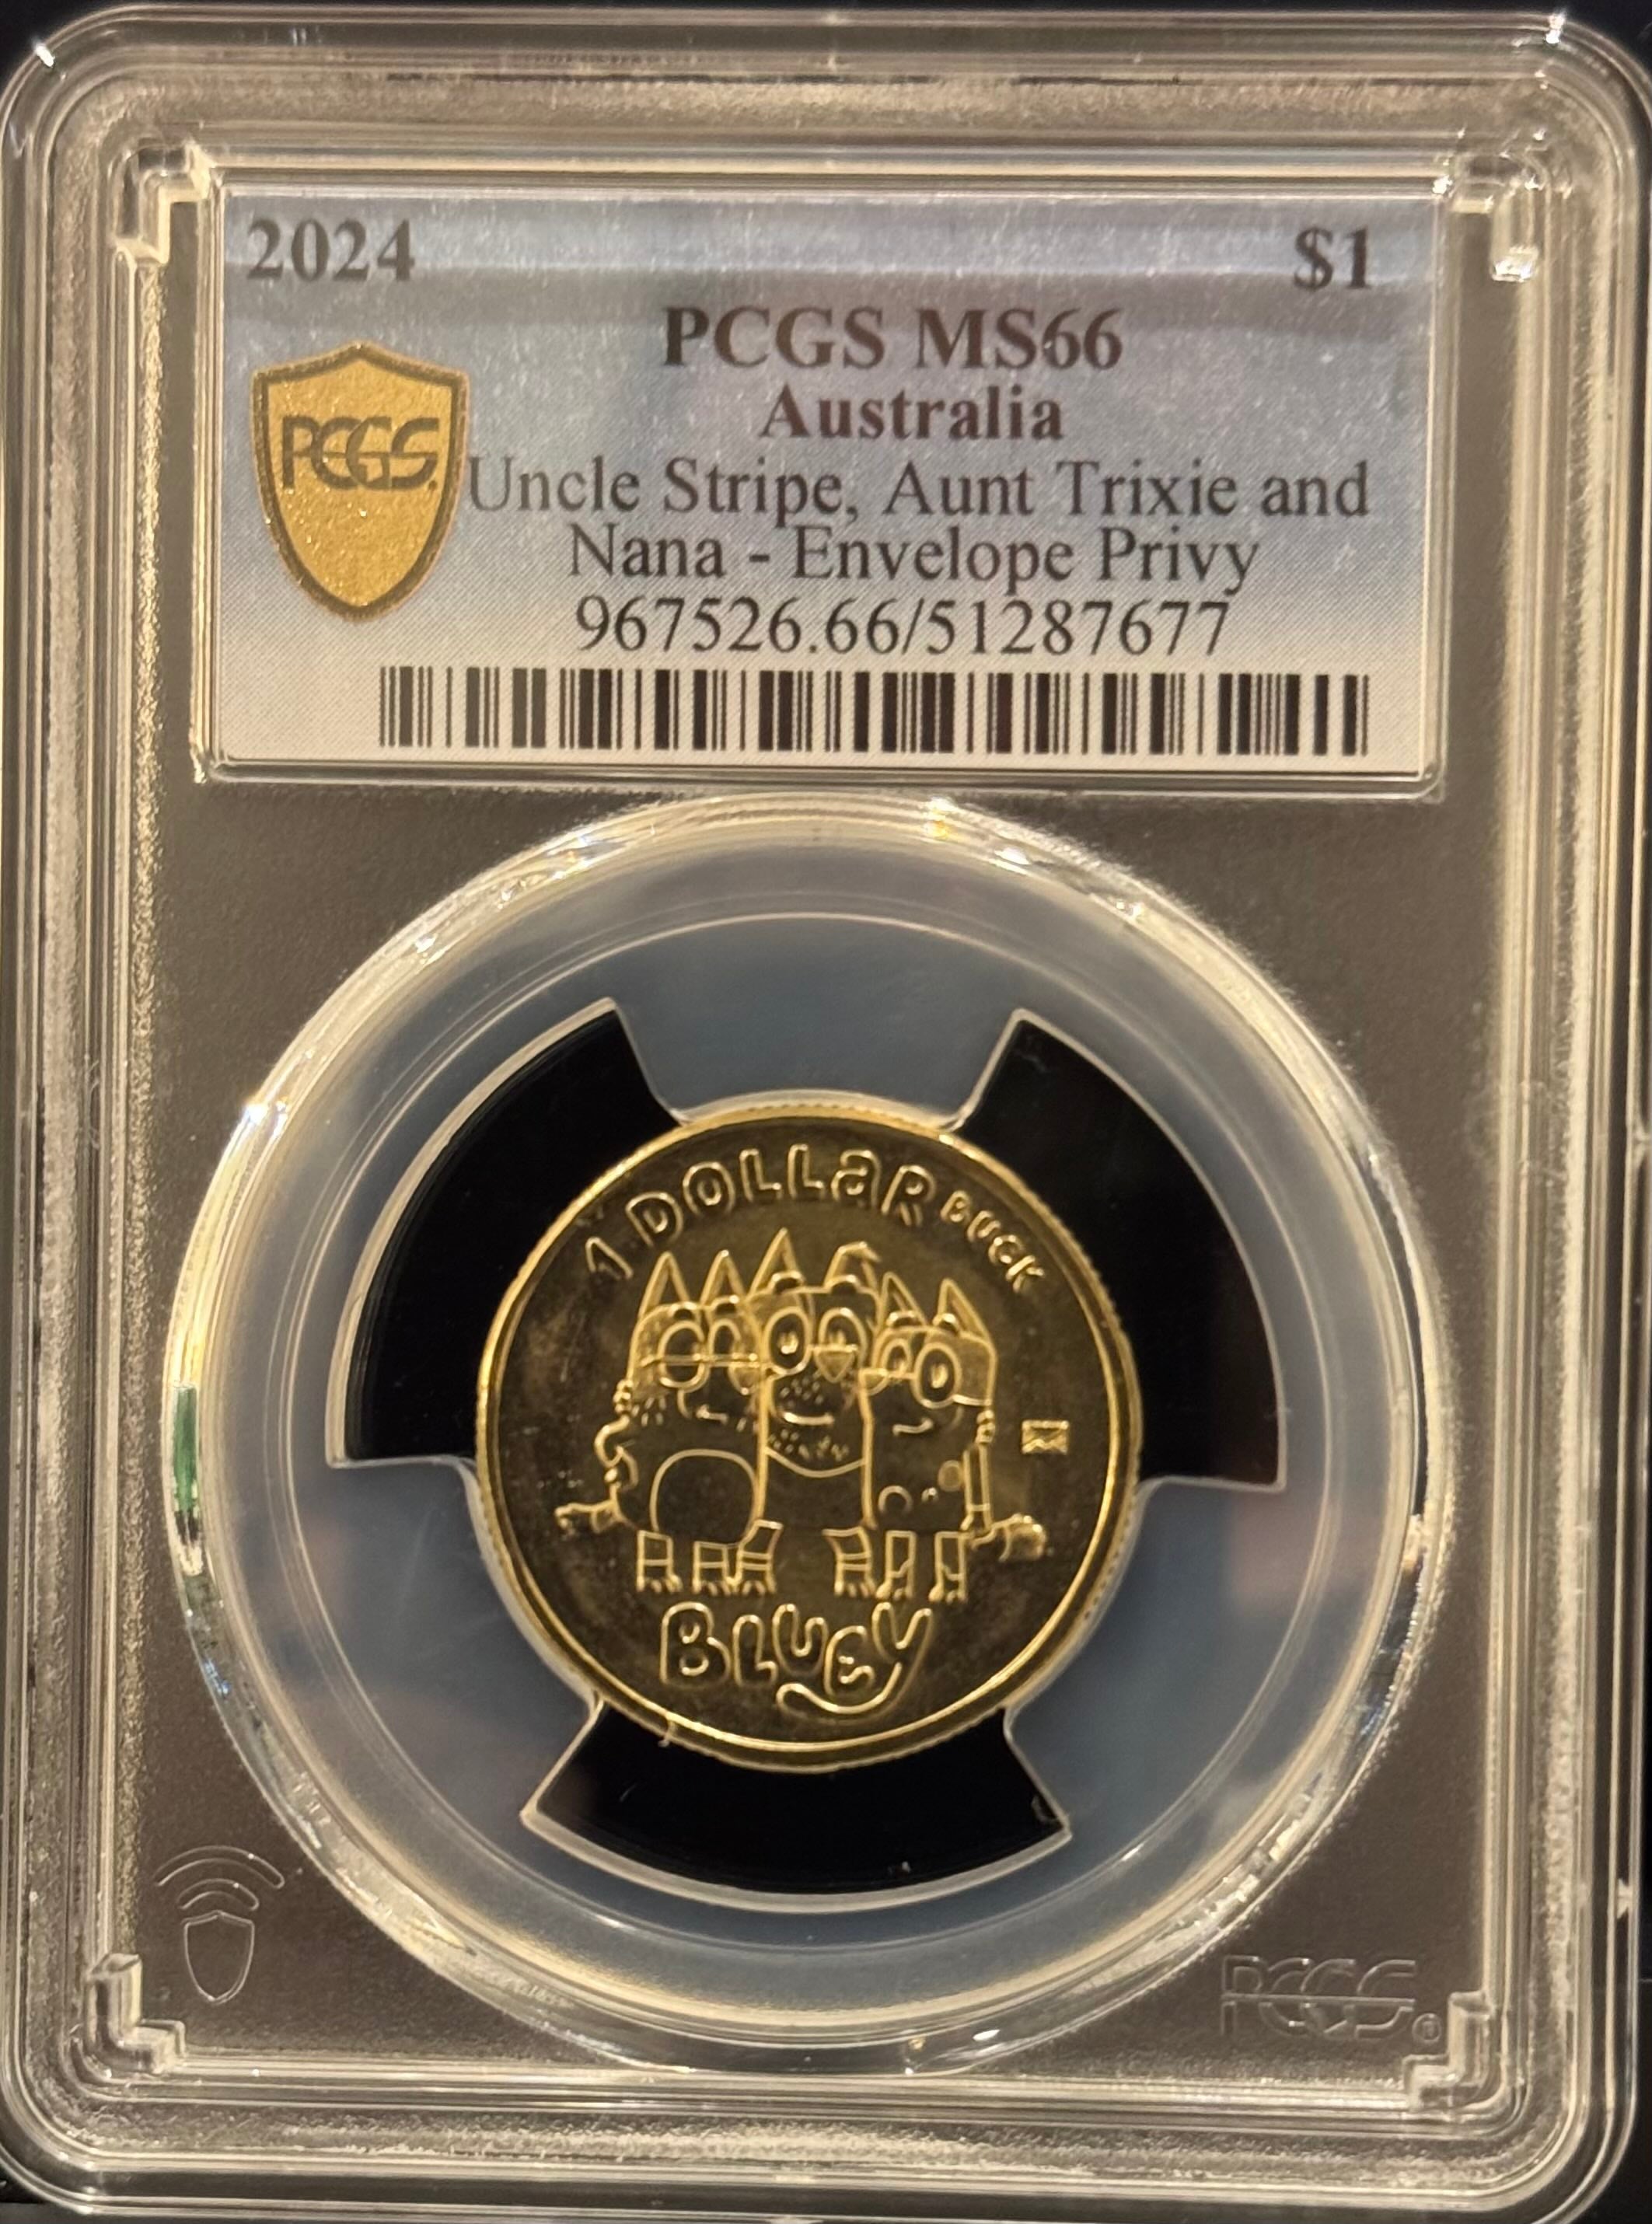 2024 $1
PCGS MS66
Australia
PCGS
Uncle Stripe, Aunt Trixie and
Nana - Envelope Privy
967526.66/51287677
1 DOLLaR BUCK
BLUEY
PCGS